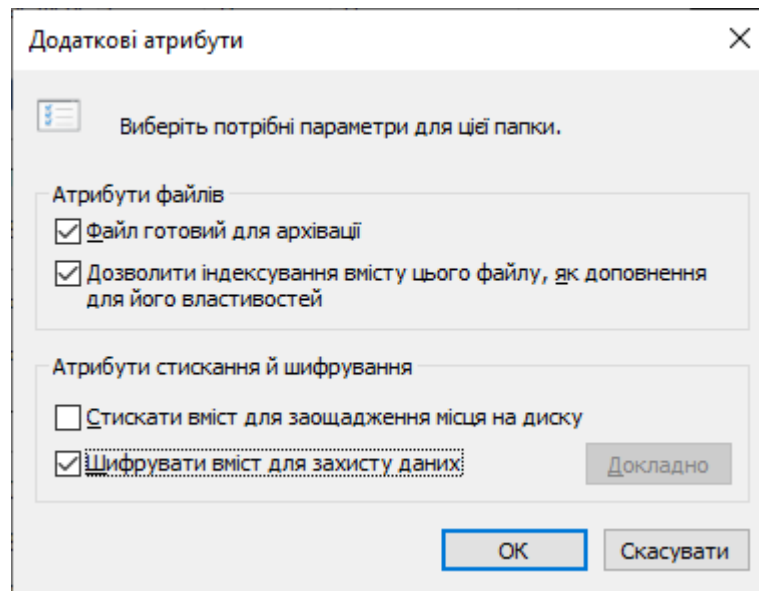 Додаткові атрибути
Виберіть потрібні параметри для цієї папки.
Атрибути файлів
Файл готовий для архівації
Дозволити індексування вмісту цього файлу, як доповнення
для його властивостей
Атрибути стискання й шифрування
Стискати вміст для заощадження місця на диску
Шифрувати вміст для захисту даних
Докладно
ОК
Скасувати